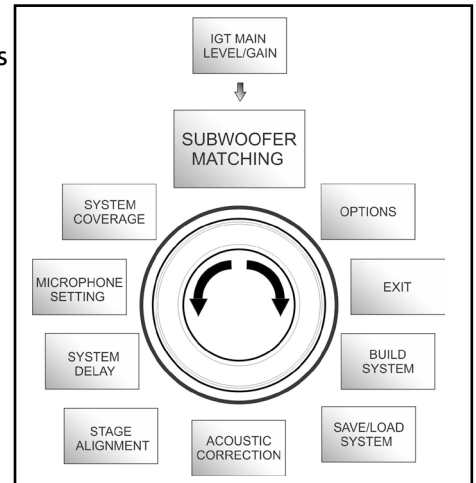 IGT MAIN
LEVEL/GAIN
S
SUBWOOFER
MATCHING
SYSTEM
COVERAGE
OPTIONS
MICROPHONE
SETTING
EXIT
SYSTEM
DELAY
BUILD
SYSTEM
STAGE
ALIGNMENT
ACOUSTIC
CORRECTION
SAVE/LOAD
SYSTEM